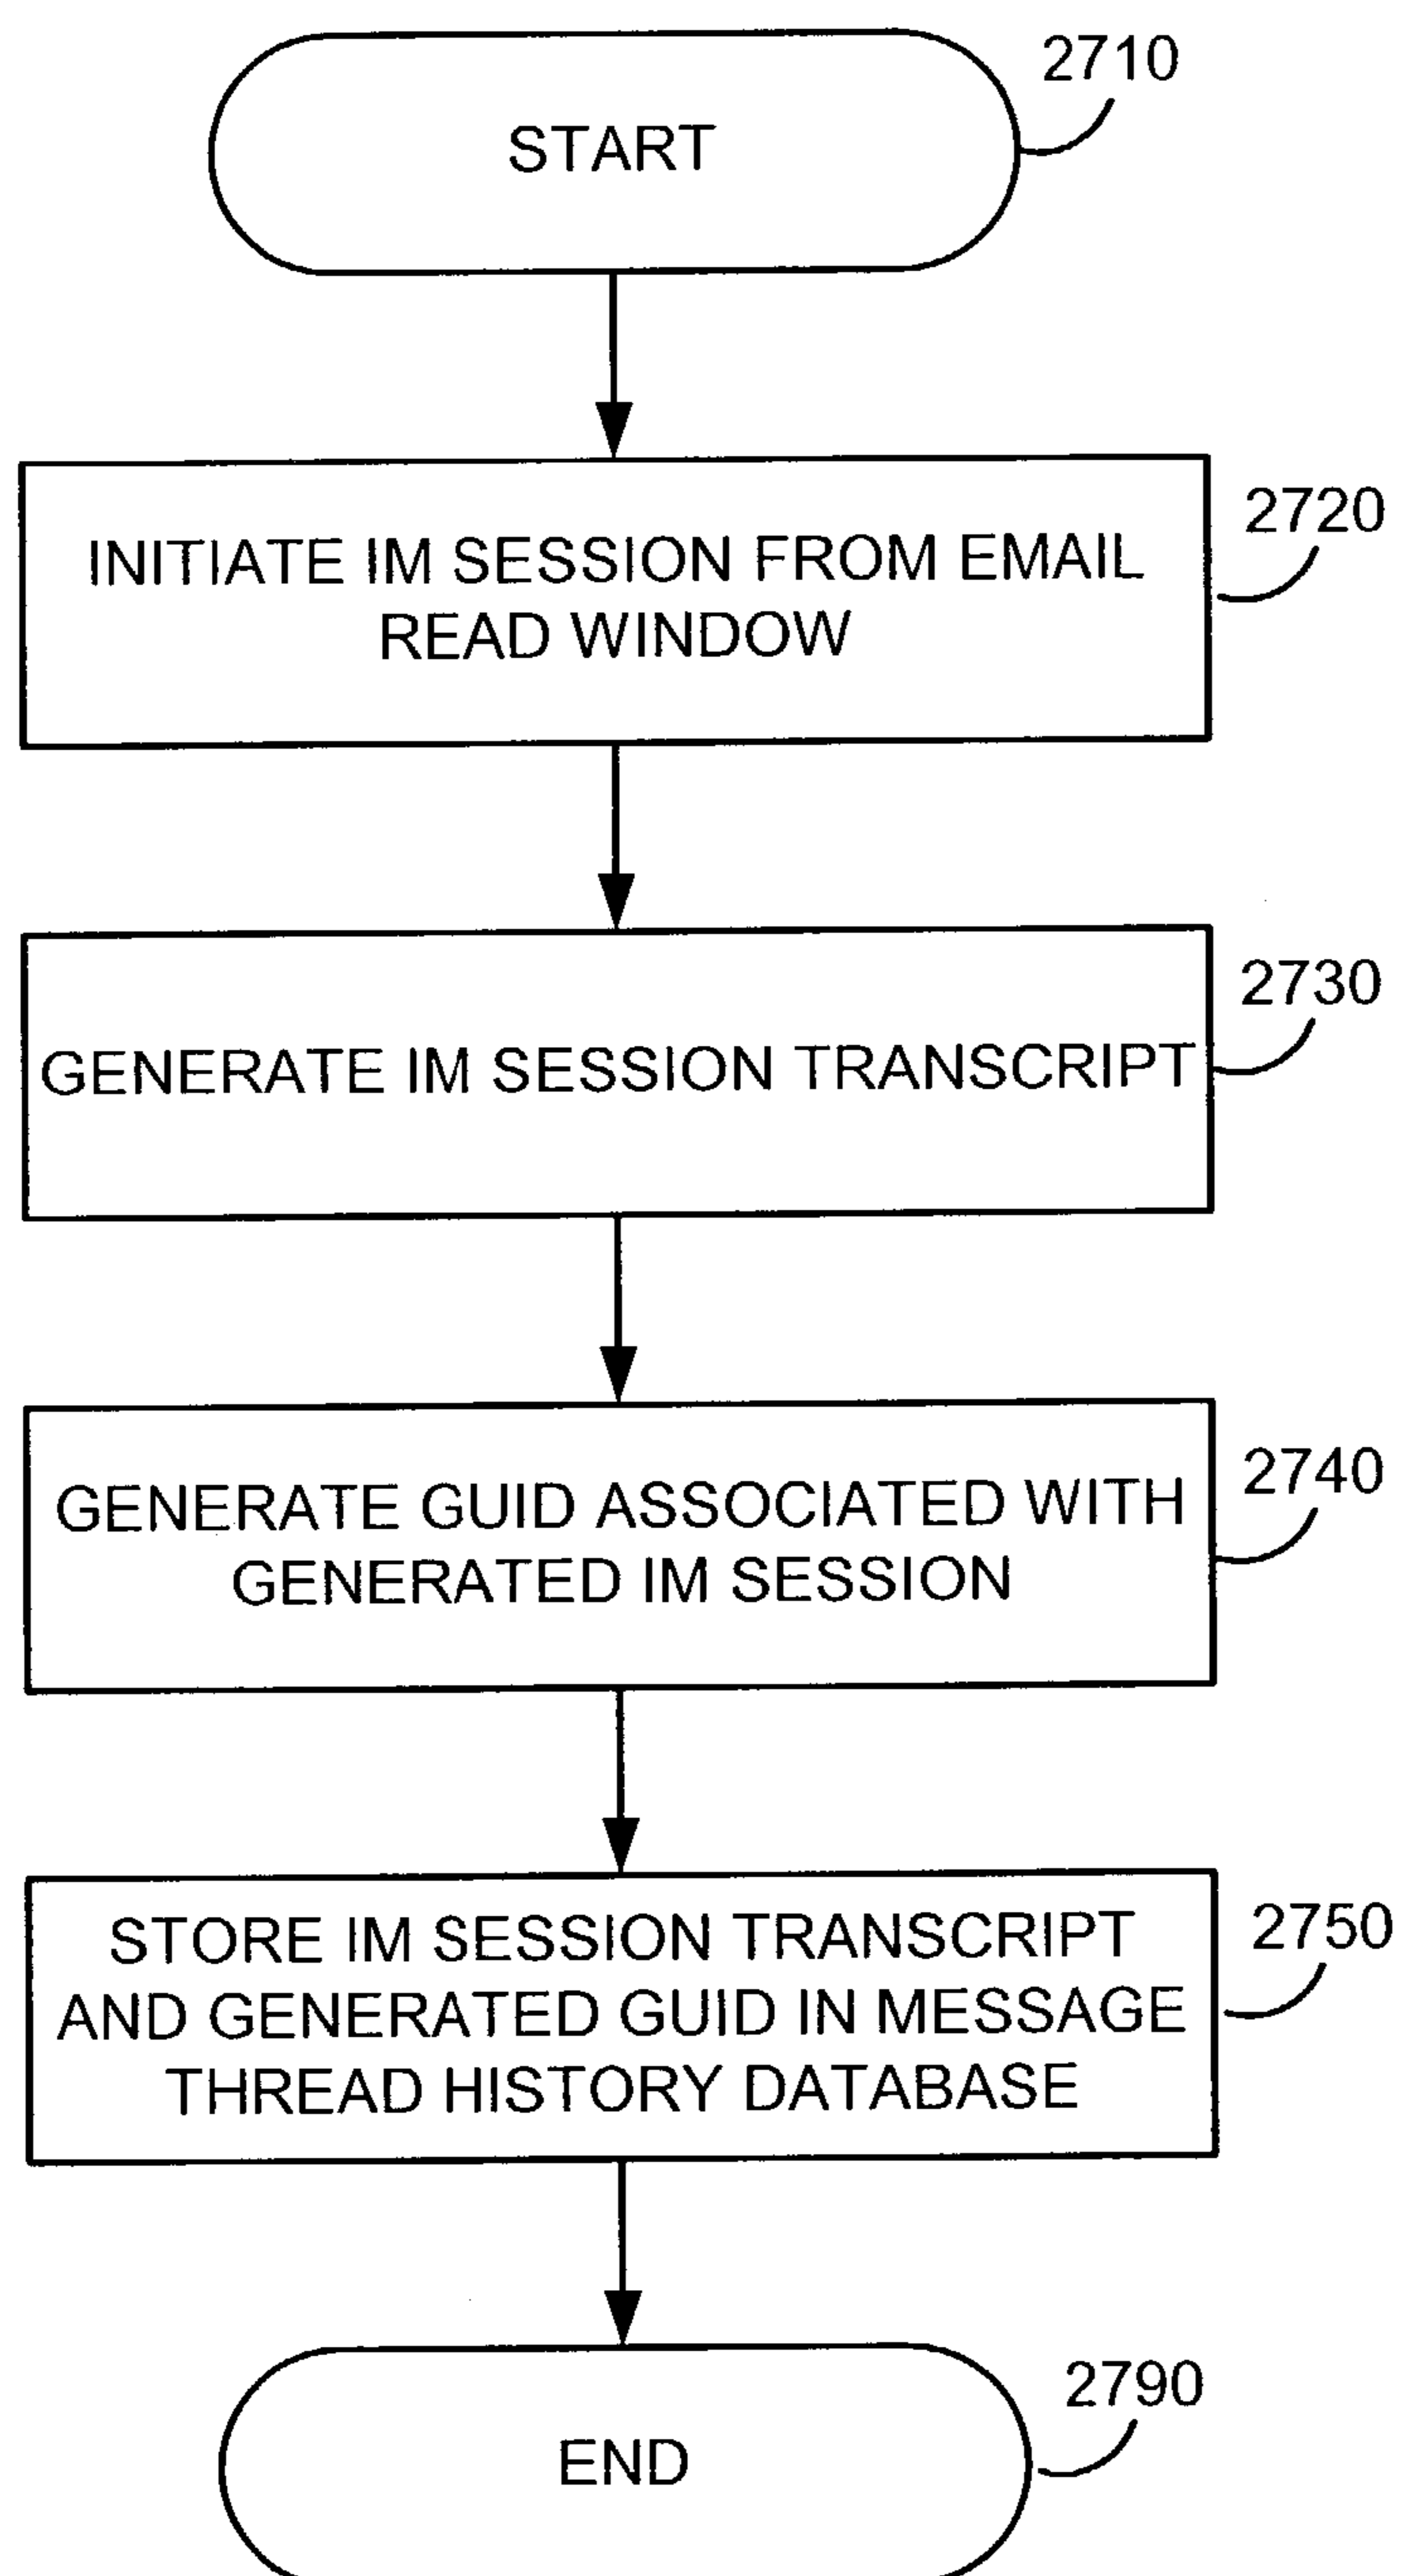 START
2710
INITIATE IM SESSION FROM EMAIL
READ WINDOW
2720
GENERATE IM SESSION TRANSCRIPT
2730
GENERATE GUID ASSOCIATED WITH
GENERATED IM SESSION
2740
STORE IM SESSION TRANSCRIPT
AND GENERATED GUID IN MESSAGE
THREAD HISTORY DATABASE
2750
END
2790